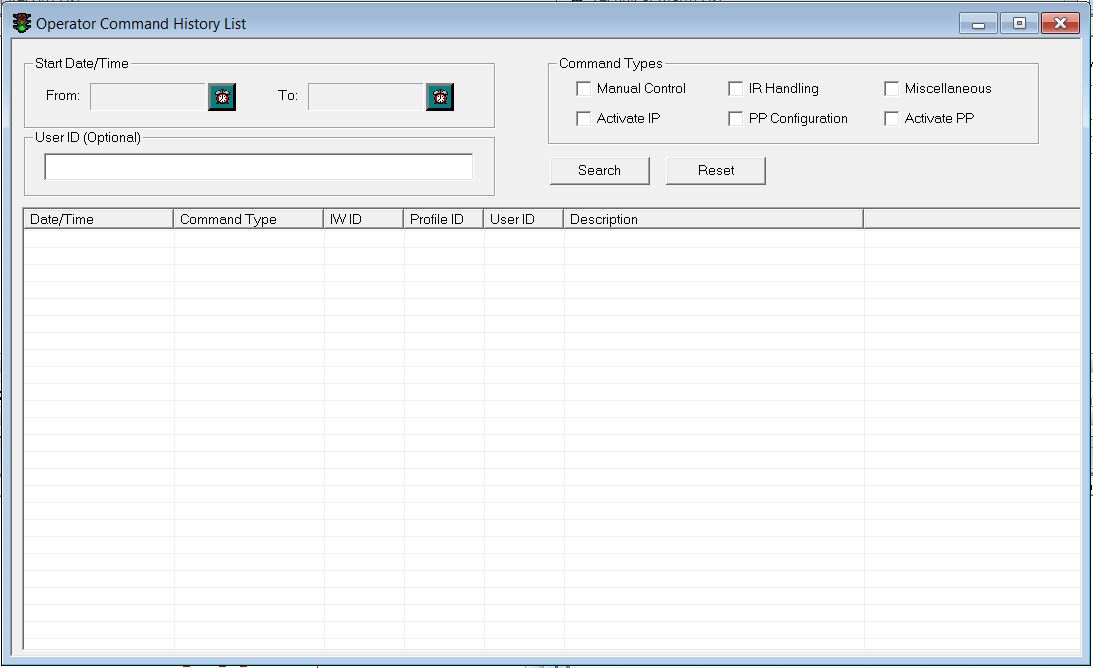 Operator Command History List
Start Date/Time
From:
To:
User ID (Optional)
Command Types
Manual Control
IR Handling
Miscellaneous
Activate IP
PP Configuration
Activate PP
Search
Reset
Date/Time
Command Type
IW ID
Profile ID
User ID
Description